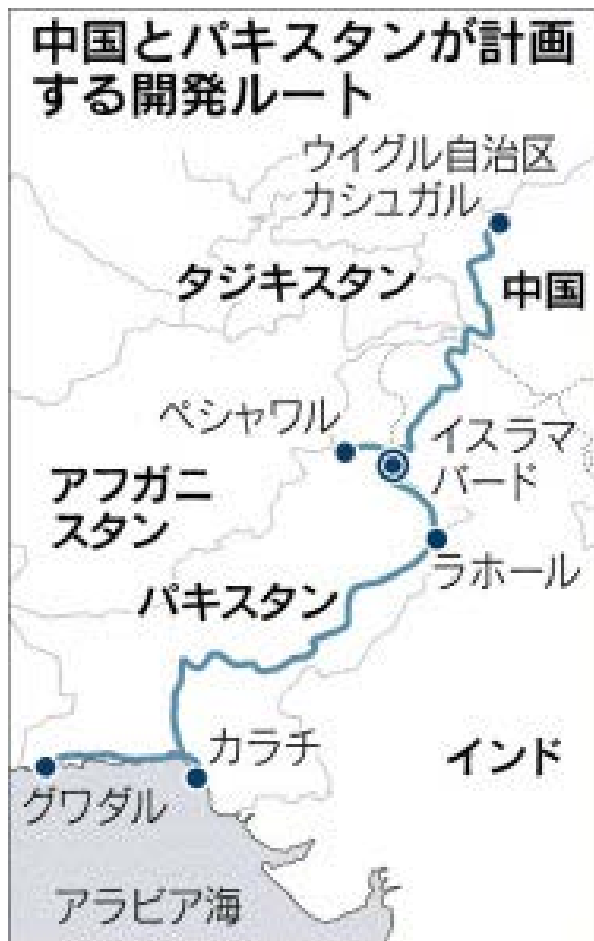 中国とパキスタンが計画
する開発ルート
ウイグル自治区
カシュガル
タジキスタン
中国
ペシャワル
イスラマ
バード
アフガニ
スタン
ラホール
パキスタン
カラチ
インド
グワダル
アラビア海